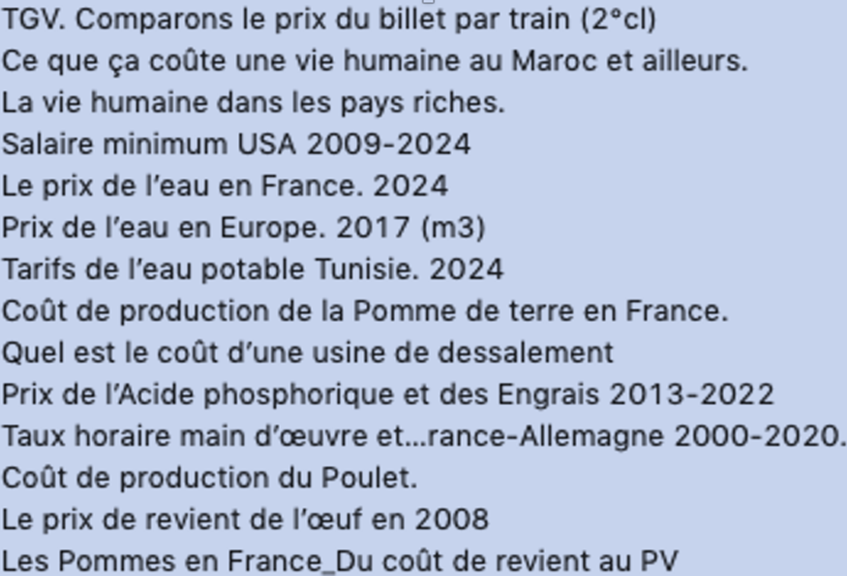 TGV. Comparons le prix du billet par train (2°cl)
Ce que ça coûte une vie humaine au Maroc et ailleurs.
La vie humaine dans les pays riches.
Salaire minimum USA 2009-2024
Le prix de l’eau en France. 2024
Prix de l’eau en Europe. 2017 (m3)
Tarifs de l’eau potable Tunisie. 2024
Coût de production de la Pomme de terre en France.
Quel est le coût d’une usine de dessalement
Prix de l’Acide phosphorique et des Engrais 2013-2022
Taux horaire main d’œuvre et...rance-Allemagne 2000-2020.
Coût de production du Poulet.
Le prix de revient de l’œuf en 2008
Les Pommes en France_Du coût de revient au PV